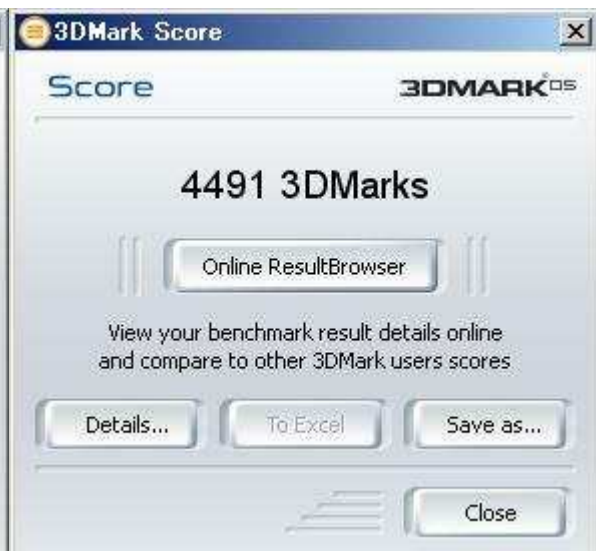 3DMark Score
Score
3DMARK05
4491 3DMarks
Online ResultBrowser
View your benchmark result details online
and compare to other 3DMark users scores
Details... To Excel Save as...
Close